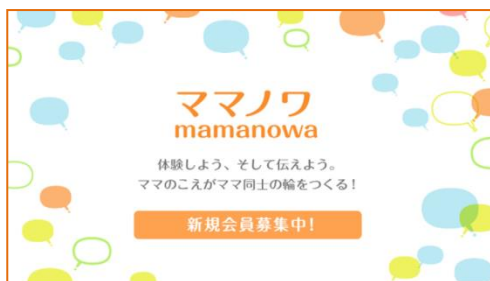 ママノワ
mamanowa
体験しよう、そして伝えよう。
ママのこえがママ同士の輪をつくる！
新規会員募集中！